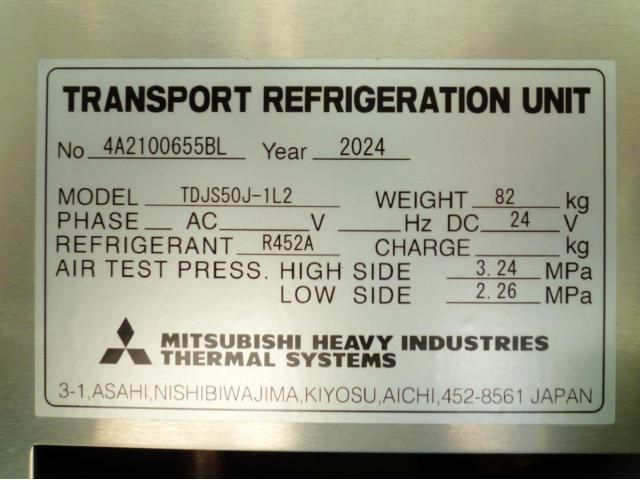 TRANSPORT REFRIGERATION UNIT
No 4A2100655BL Year 2024
MODEL TDJS50J-1L2 WEIGHT 82 kg
PHASE AC V Hz DC 24 V
REFRIGERANT R452A CHARGE kg
AIR TEST PRESS. HIGH SIDE 3.24 MPa
LOW SIDE 2.26 MPa
MITSUBISHI HEAVY INDUSTRIES
THERMAL SYSTEMS
3-1,ASAHI,NISHIBIWAJIMA,KIYOSU,AICHI,452-8561 JAPAN